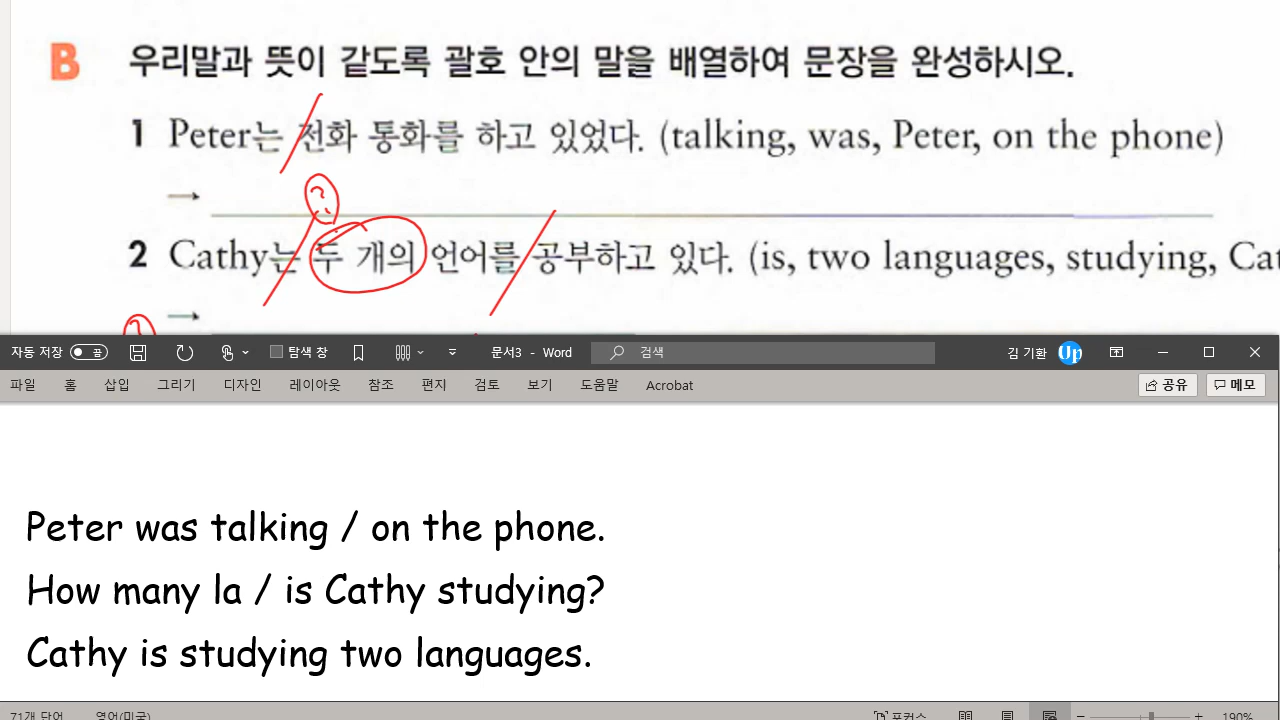 B 우리말과 뜻이 같도록 괄호 안의 말을 배열하여 문장을 완성하시오.
1 Peter는 전화 통화를 하고 있었다. (talking, was, Peter, on the phone)
→
?
2 Cathy는 두 개의 언어를 공부하고 있다. (is, two languages, studying, Cat
→
?
자동 저장 끔 탐색 창 문서3 - Word 검색 김 기환 Up
파일 홈 삽입 그리기 디자인 레이아웃 참조 편지 검토 보기 도움말 Acrobat 공유 메모
Peter was talking / on the phone.
How many la / is Cathy studying?
Cathy is studying two languages.
71개 단어 영어(미국) 포커스 190%